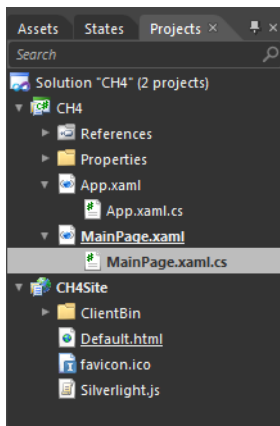 Assets States Projects ×
Search
Solution "CH4" (2 projects)
CH4
References
Properties
App.xaml
App.xaml.cs
MainPage.xaml
MainPage.xaml.cs
CH4Site
ClientBin
Default.html
favicon.ico
Silverlight.js